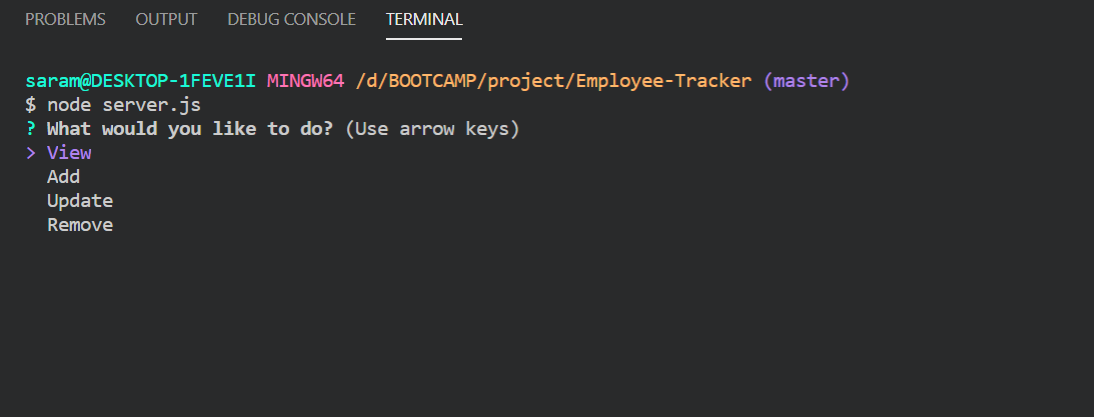 PROBLEMS OUTPUT DEBUG CONSOLE TERMINAL
saram@DESKTOP-1FEVE1I MINGW64 /d/BOOTCAMP/project/Employee-Tracker (master)
$ node server.js
? What would you like to do? (Use arrow keys)
> View
Add
Update
Remove